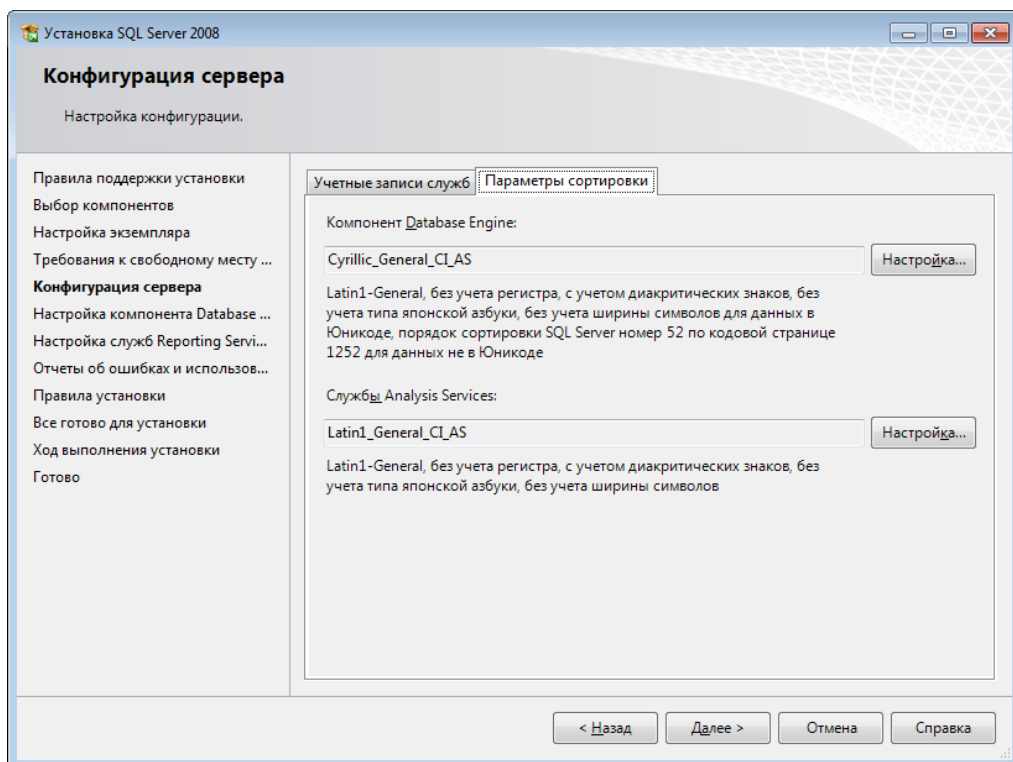 Установка SQL Server 2008
Конфигурация сервера
Настройка конфигурации.
Правила поддержки установки
Выбор компонентов
Настройка экземпляра
Требования к свободному месту ...
Конфигурация сервера
Настройка компонента Database ...
Настройка служб Reporting Servi...
Отчеты об ошибках и использов...
Правила установки
Все готово для установки
Ход выполнения установки
Готово
Учетные записи служб
Параметры сортировки
Компонент Database Engine:
Cyrillic_General_CI_AS
Настройка...
Latin1-General, без учета регистра, с учетом диакритических знаков, без
учета типа японской азбуки, без учета ширины символов для данных в
Юникоде, порядок сортировки SQL Server номер 52 по кодовой странице
1252 для данных не в Юникоде
Службы Analysis Services:
Latin1_General_CI_AS
Настройка...
Latin1-General, без учета регистра, с учетом диакритических знаков, без
учета типа японской азбуки, без учета ширины символов
< Назад
Далее >
Отмена
Справка